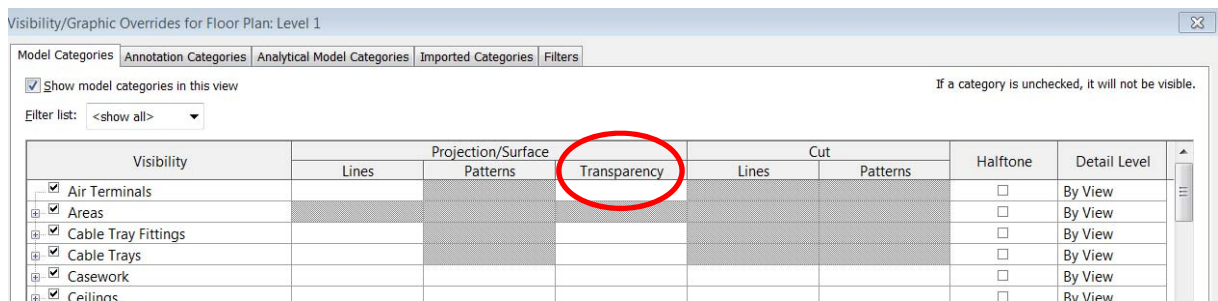 Visibility/Graphic Overrides for Floor Plan: Level 1
Model Categories Annotation Categories Analytical Model Categories Imported Categories Filters
Show model categories in this view If a category is unchecked, it will not be visible.
Filter list: <show all>
Visibility Projection/Surface Cut Halftone Detail Level
Lines Patterns Transparency Lines Patterns
Air Terminals By View
Areas By View
Cable Tray Fittings By View
Cable Trays By View
Casework By View
Ceilings By View